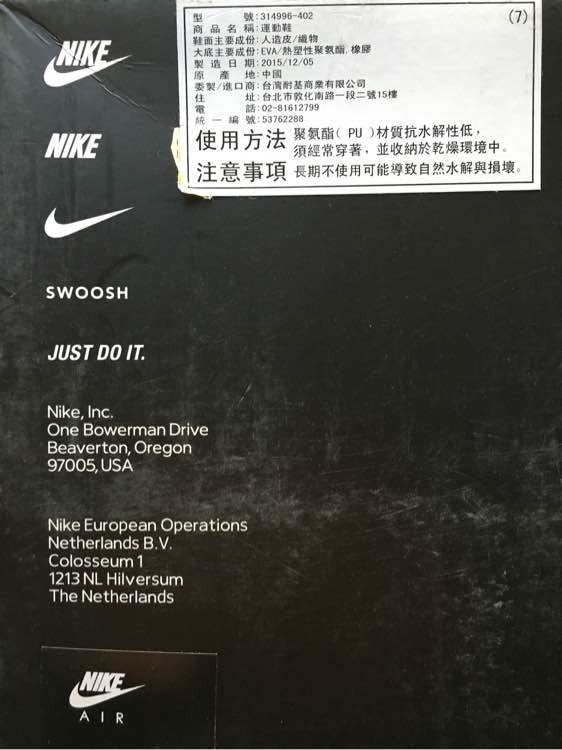 NIKE
NIKE
SWOOSH
JUST DO IT.
Nike, Inc.
One Bowerman Drive
Beaverton, Oregon
97005, USA
Nike European Operations
Netherlands B.V.
Colosseum 1
1213 NL Hilversum
The Netherlands
NIKE
AIR
(7)
型號:314996-402
商品名稱:運動鞋
鞋面主要成份:人造皮/織物
大底主要成份:EVA/熱塑性聚氨酯.橡膠
製造日期:2015/12/05
原產地:中國
委製/進口商:台灣耐基商業有限公司
住址:台北市敦化南路一段二號15樓
電話:02-81612799
統一編號:53762288
使用方法 聚氨酯( PU )材質抗水解性低，
須經常穿著，並收納於乾燥環境中。
注意事項 長期不使用可能導致自然水解與損壞。